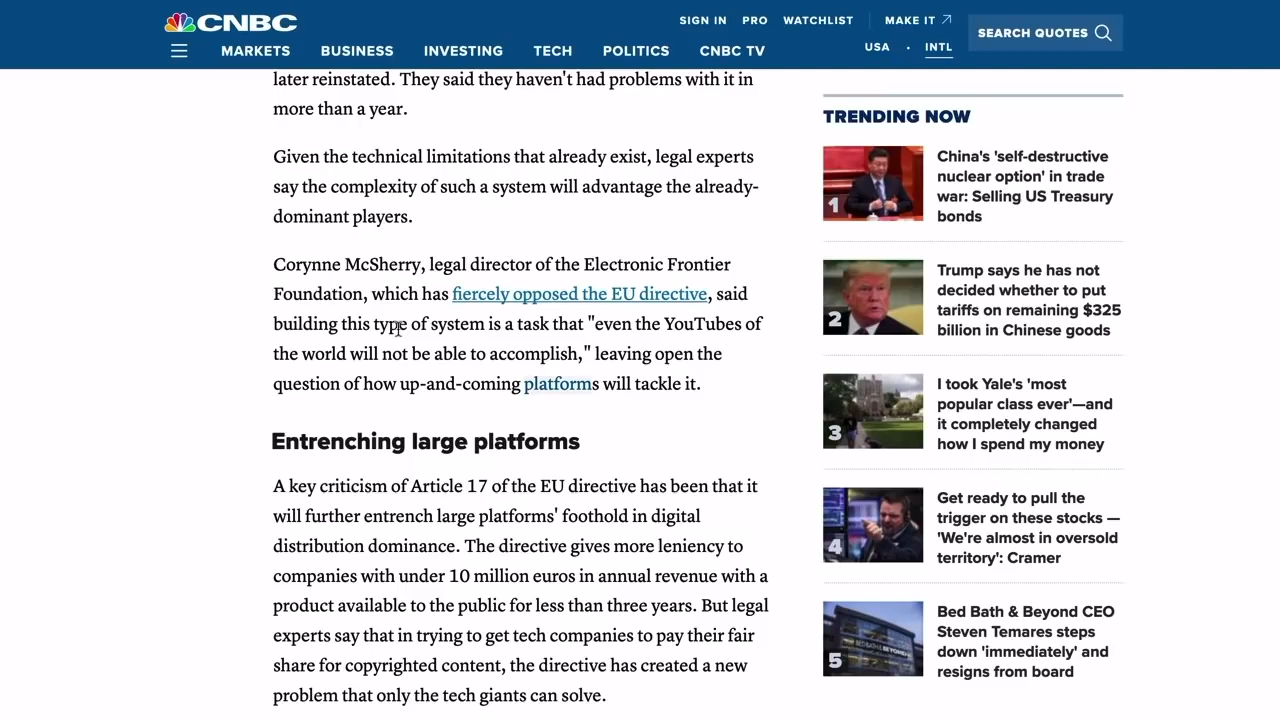 CNBC
SIGN IN PRO WATCHLIST MAKE IT
USA · INTL
SEARCH QUOTES
MARKETS BUSINESS INVESTING TECH POLITICS CNBC TV
later reinstated. They said they haven't had problems with it in
more than a year.
Given the technical limitations that already exist, legal experts
say the complexity of such a system will advantage the already-
dominant players.
Corynne McSherry, legal director of the Electronic Frontier
Foundation, which has fiercely opposed the EU directive, said
building this type of system is a task that "even the YouTubes of
the world will not be able to accomplish," leaving open the
question of how up-and-coming platforms will tackle it.
Entrenching large platforms
A key criticism of Article 17 of the EU directive has been that it
will further entrench large platforms' foothold in digital
distribution dominance. The directive gives more leniency to
companies with under 10 million euros in annual revenue with a
product available to the public for less than three years. But legal
experts say that in trying to get tech companies to pay their fair
share for copyrighted content, the directive has created a new
problem that only the tech giants can solve.
TRENDING NOW
1
China's 'self-destructive
nuclear option' in trade
war: Selling US Treasury
bonds
2
Trump says he has not
decided whether to put
tariffs on remaining $325
billion in Chinese goods
3
I took Yale's 'most
popular class ever'—and
it completely changed
how I spend my money
4
Get ready to pull the
trigger on these stocks —
'We're almost in oversold
territory': Cramer
5
Bed Bath & Beyond CEO
Steven Temares steps
down 'immediately' and
resigns from board